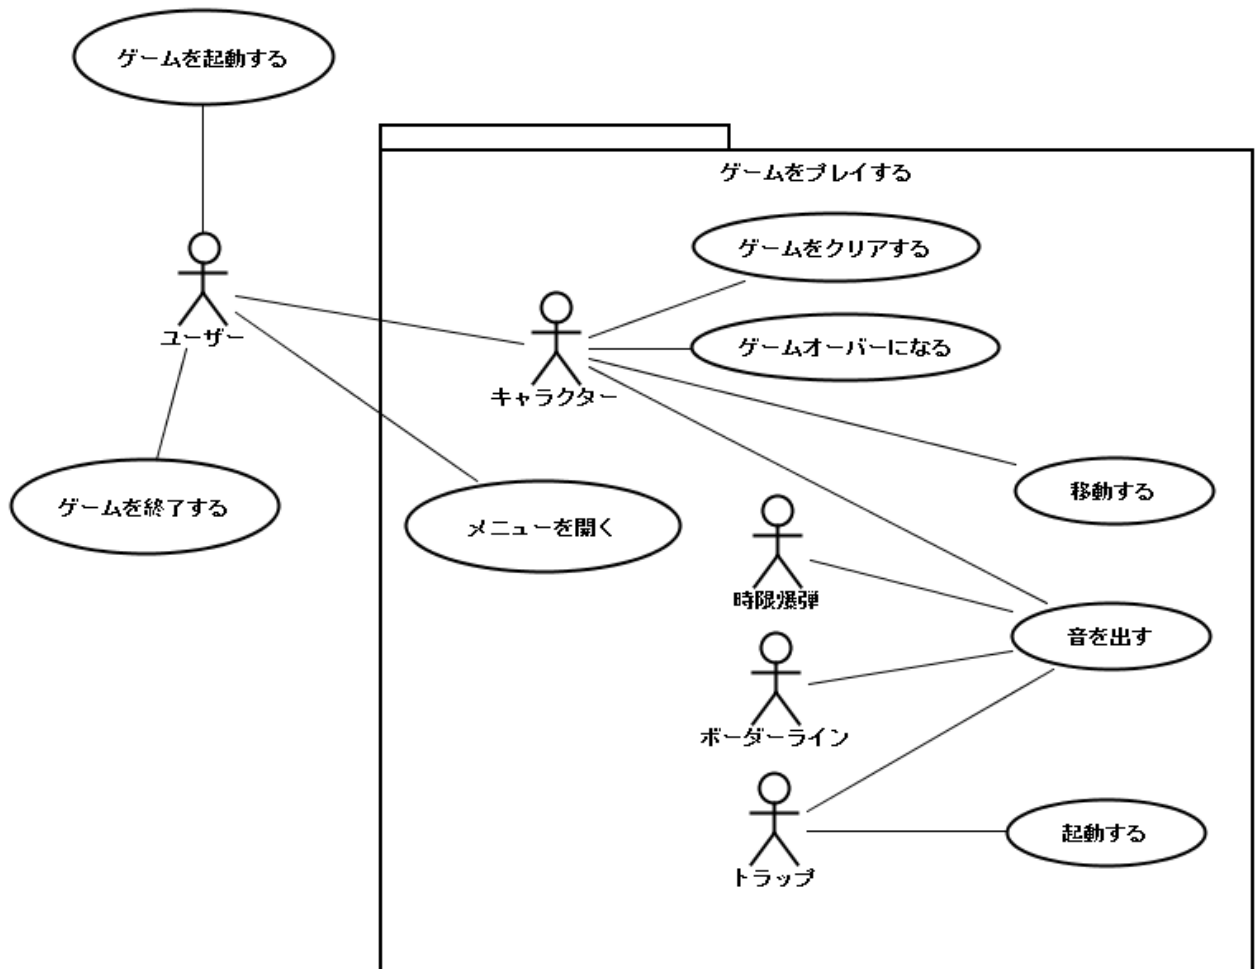 ゲームを起動する
ゲームをプレイする
ゲームをクリアする
ユーザー
ゲームオーバーになる
キャラクター
移動する
ゲームを終了する
メニューを開く
時限爆弾
音を出す
ボーダーライン
起動する
トラップ